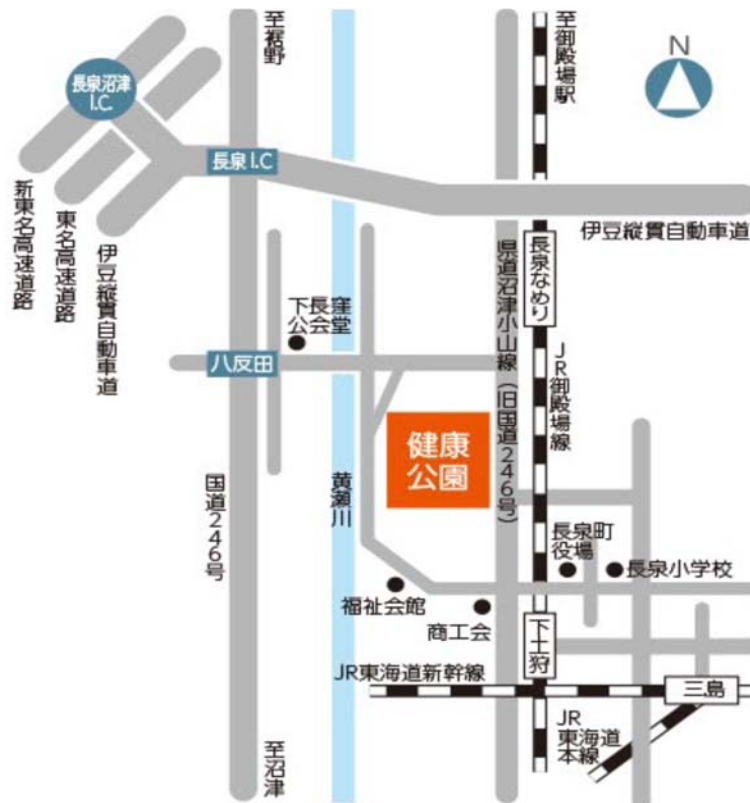 至裾野
至御殿場駅
N
長泉沼津
I.C.
長泉 I.C
新東名高速道路
東名高速道路
伊豆縦貫自動車道
伊豆縦貫自動車道
長泉なめり
県道沼津小山線(旧国道246号)
下長窪
公会堂
八反田
JR御殿場線
健康
公園
国道246号
黄瀬川
長泉町
役場
長泉小学校
福祉会館
商工会
下土狩
JR東海道新幹線
三島
至沼津
JR
東海道
本線